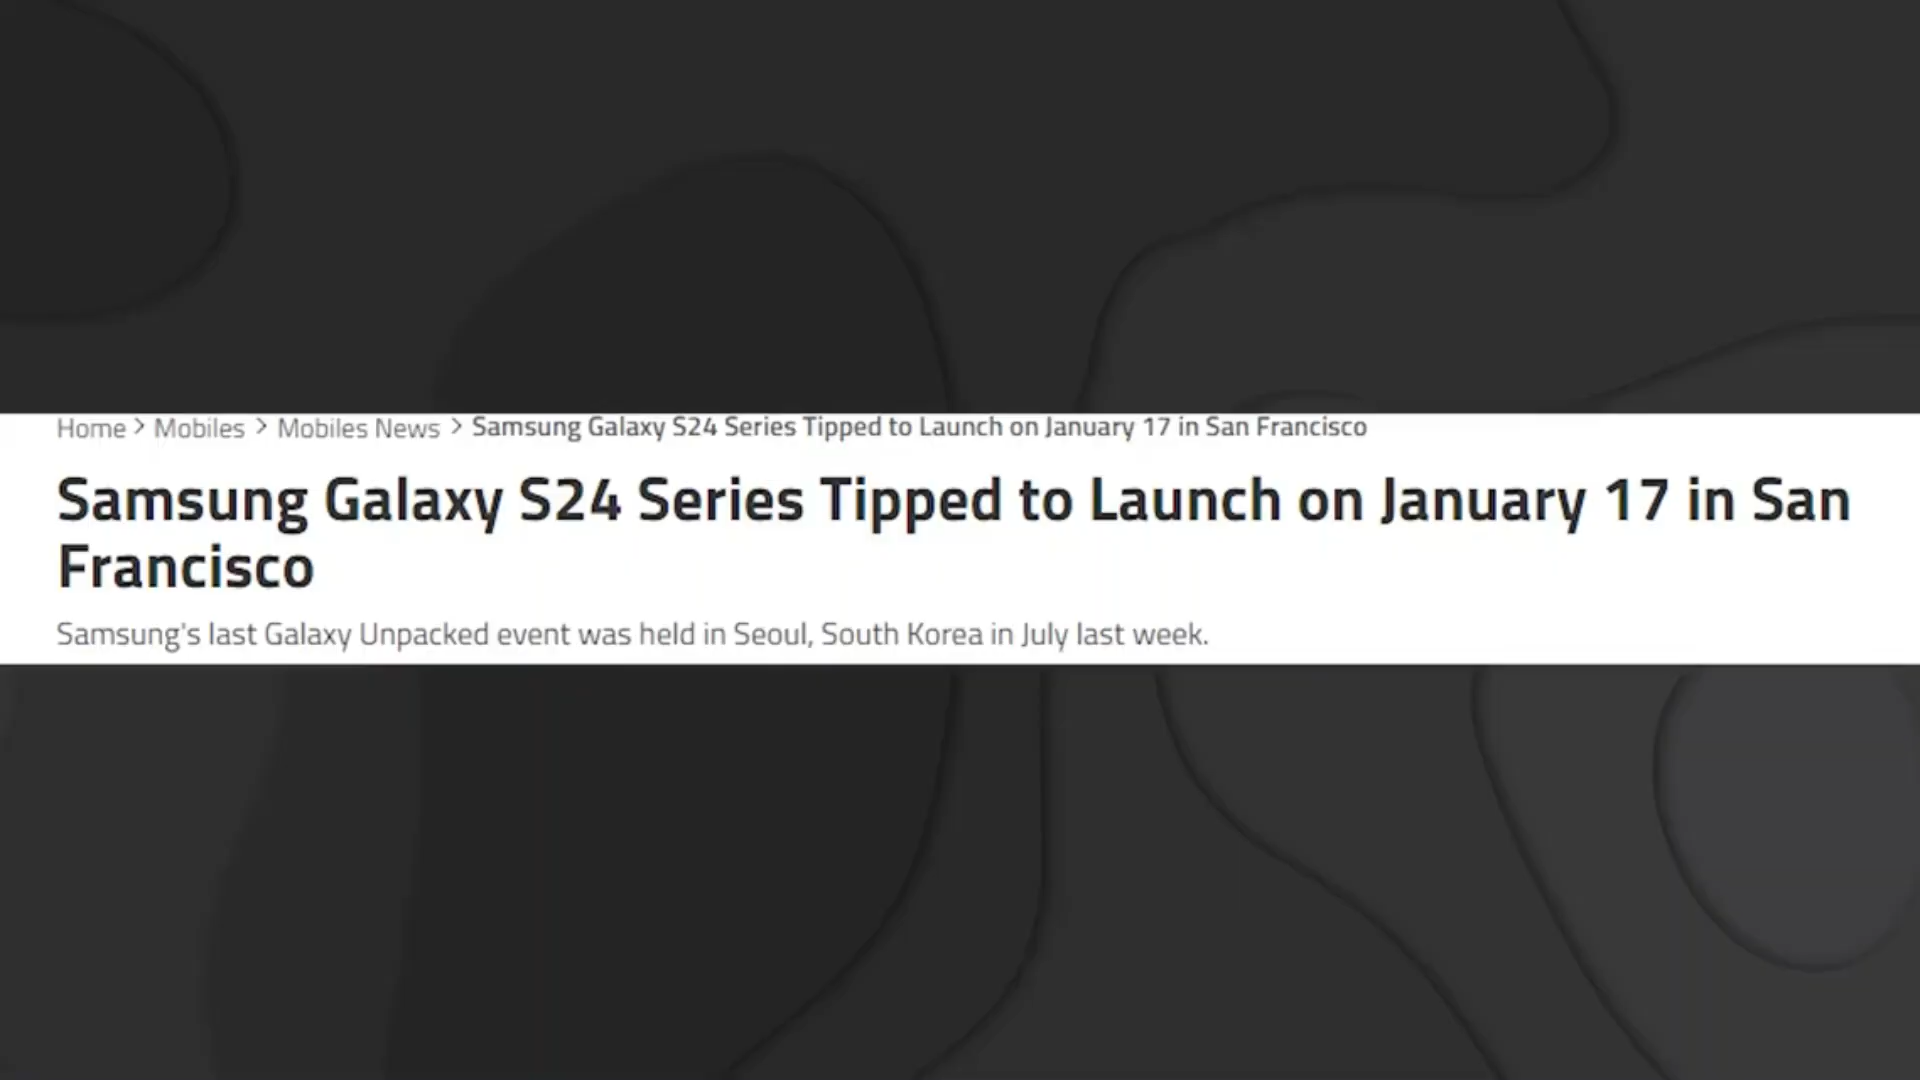 Home > Mobiles > Mobiles News > Samsung Galaxy S24 Series Tipped to Launch on January 17 in San Francisco
Samsung Galaxy S24 Series Tipped to Launch on January 17 in San
Francisco
Samsung's last Galaxy Unpacked event was held in Seoul, South Korea in July last week.